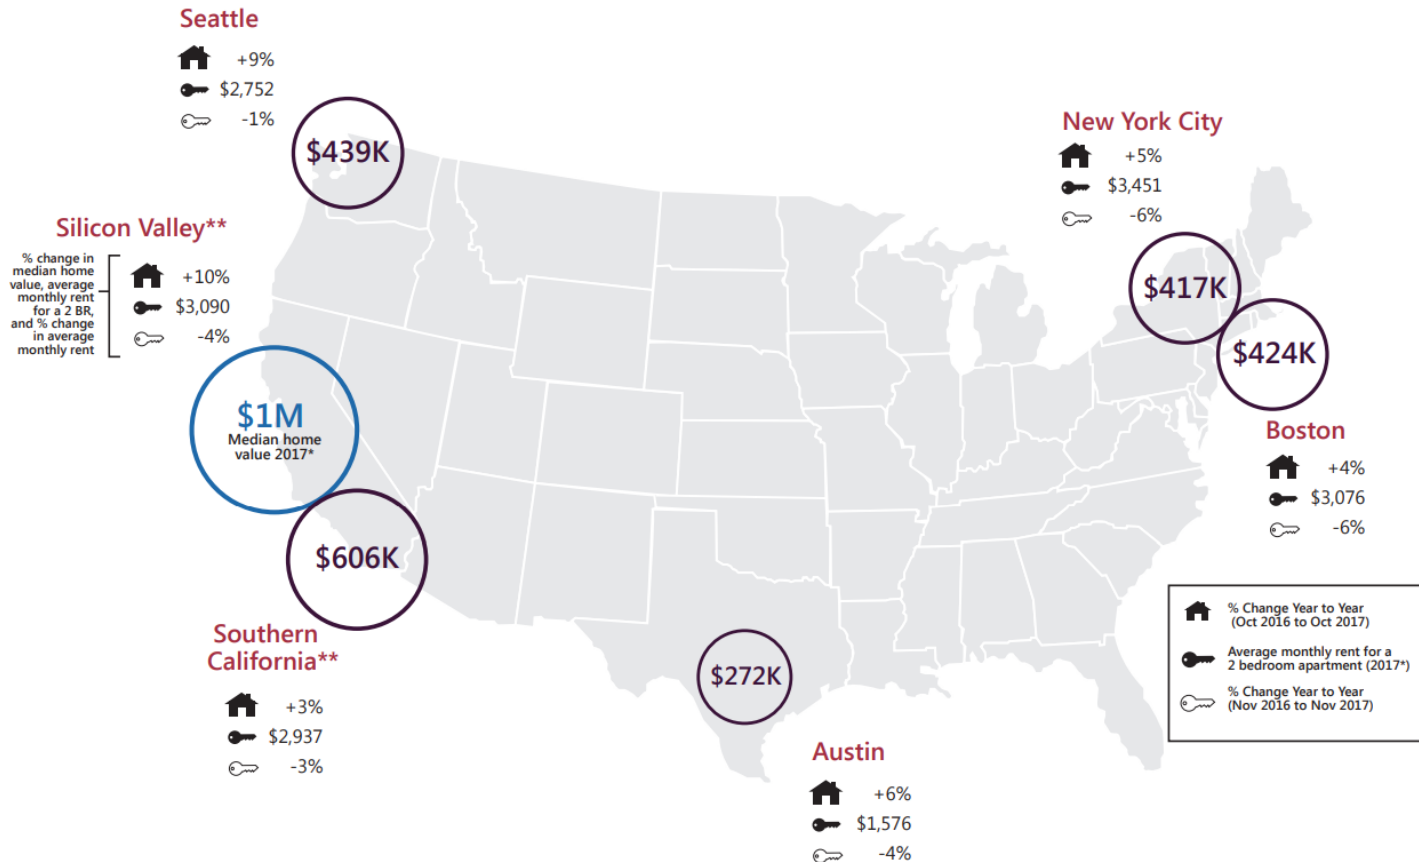 Seattle
+9%
$2,752
-1%
$439K
New York City
+5%
$3,451
-6%
$417K
Silicon Valley**
% change in
median home
value, average
monthly rent
for a 2 BR,
and % change
in average
monthly rent
+10%
$3,090
-4%
$1M
Median home
value 2017*
$424K
Boston
+4%
$3,076
-6%
$606K
Southern
California**
+3%
$2,937
-3%
$272K
Austin
+6%
$1,576
-4%
% Change Year to Year
(Oct 2016 to Oct 2017)
Average monthly rent for a
2 bedroom apartment (2017*)
% Change Year to Year
(Nov 2016 to Nov 2017)